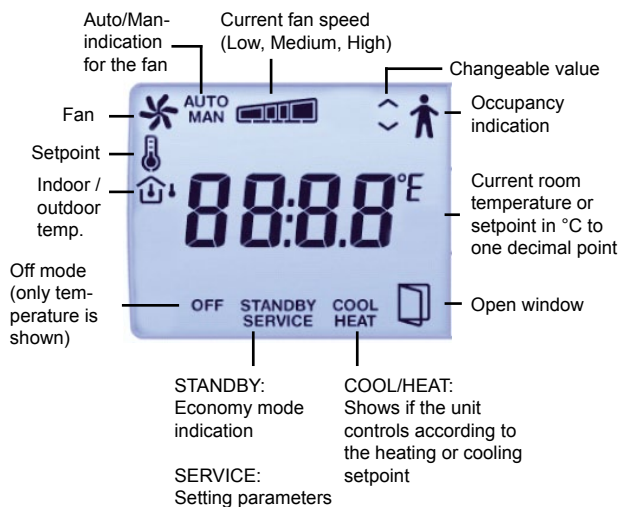 Auto/Man-
indication
for the fan
Current fan speed
(Low, Medium, High)
Changeable value
Fan
AUTO
MAN
Occupancy
indication
Setpoint
Indoor /
outdoor
temp.
88:8.8°E
Current room
temperature or
setpoint in °C to
one decimal point
Off mode
(only tem-
perature is
shown)
OFF STANDBY COOL
SERVICE HEAT
Open window
STANDBY:
Economy mode
indication
SERVICE:
Setting parameters
COOL/HEAT:
Shows if the unit
controls according to
the heating or cooling
setpoint